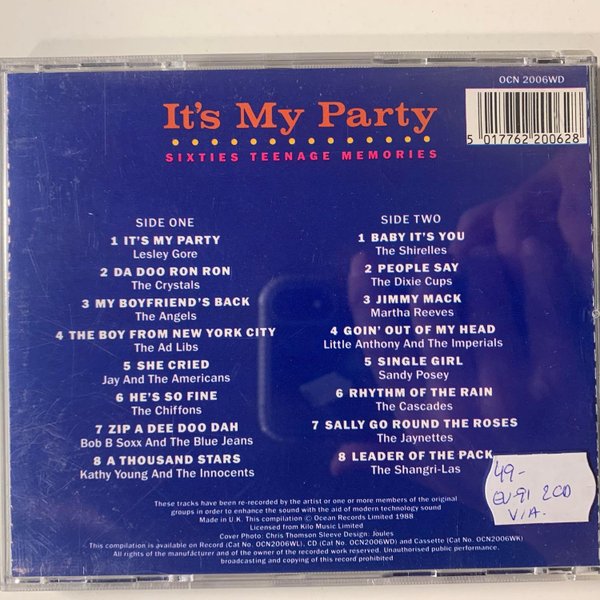 OCN 2006WD
5 017762 200628
It's My Party
SIXTIES TEENAGE MEMORIES
SIDE ONE
1 IT'S MY PARTY
Lesley Gore
2 DA DOO RON RON
The Crystals
3 MY BOYFRIEND'S BACK
The Angels
4 THE BOY FROM NEW YORK CITY
The Ad Libs
5 SHE CRIED
Jay And The Americans
6 HE'S SO FINE
The Chiffons
7 ZIP A DEE DOO DAH
Bob B Soxx And The Blue Jeans
8 A THOUSAND STARS
Kathy Young And The Innocents
SIDE TWO
1 BABY IT'S YOU
The Shirelles
2 PEOPLE SAY
The Dixie Cups
3 JIMMY MACK
Martha Reeves
4 GOIN' OUT OF MY HEAD
Little Anthony And The Imperials
5 SINGLE GIRL
Sandy Posey
6 RHYTHM OF THE RAIN
The Cascades
7 SALLY GO ROUND THE ROSES
The Jaynettes
8 LEADER OF THE PACK
The Shangri-Las
49-
EU-91 2CD
V/A.
These tracks have been re-recorded by the artist or one or more members of the original
groups in order to enhance the sound with the aid of modern technology sound
Made in U.K. This compilation © Ocean Records Limited 1988
Licensed from Kilo Music Limited
Cover Photo: Chris Thomson Sleeve Design: Joules
This compilation is available on Record (Cat No. OCN2006WL), CD (Cat No. OCN2006WD) and Cassette (Cat No. OCN2006WK)
All rights of the manufacturer and of the owner of the recorded work reserved. Unauthorised public performance,
broadcasting and copying of this record prohibited